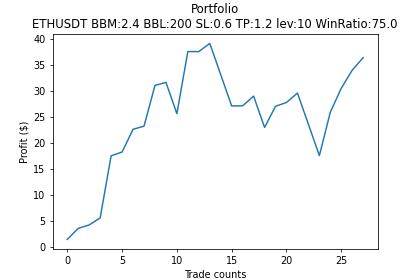 Portfolio
ETHUSDT BBM:2.4 BBL:200 SL:0.6 TP:1.2 lev:10 WinRatio:75.0
40
35
30
25
20
15
10
5
0
Profit ($)
0 5 10 15 20 25
Trade counts